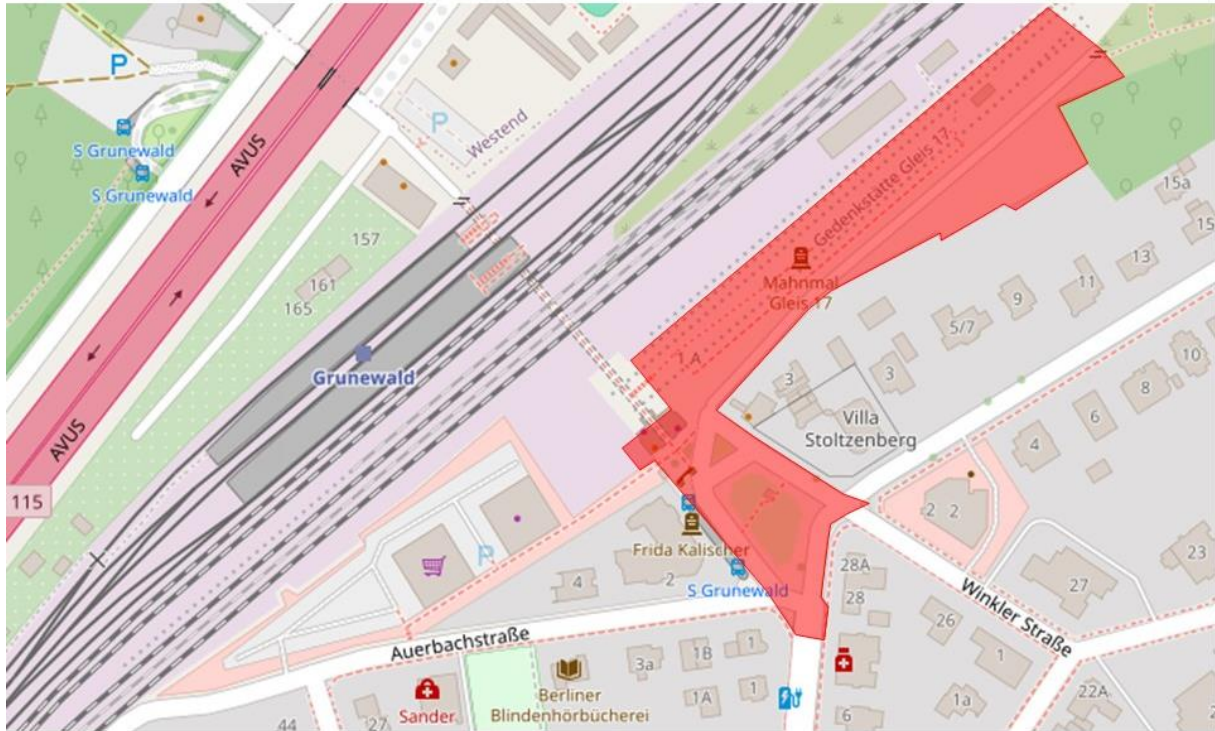 P
S Grunewald
S Grunewald
AVUS
Westend
P
157
161
165
Grunewald
AVUS
115
Gedenkstätte Gleis 17
Mahnmal
Gleis 17
1 A
15a
15
13
11
9
5/7
3
3
10
8
6
4
Villa
Stoltzenberg
2
2
P
Frida Kalischer
S Grunewald
4
2
28A
28
27
23
Winkler Straße
26
1
1a
22A
Auerbachstraße
3a
1B
1
1A
1
6
Berliner
Blindenhörbücherei
Sander
27
44